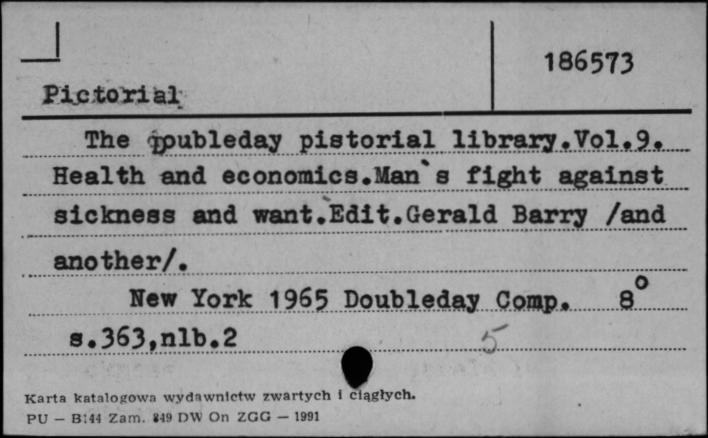 186573
Pictorial
The Doubleday pistorial library.Vol.9.
Health and economics.Man`s fight against
sickness and want.Edit.Gerald Barry /and
another/.
New York 1965 Doubleday Comp. 8°
s.363,nlb.2
5
Karta katalogowa wydawnictw zwartych i ciągłych.
PU — B:44 Zam. 849 DW On ZGG — 1991